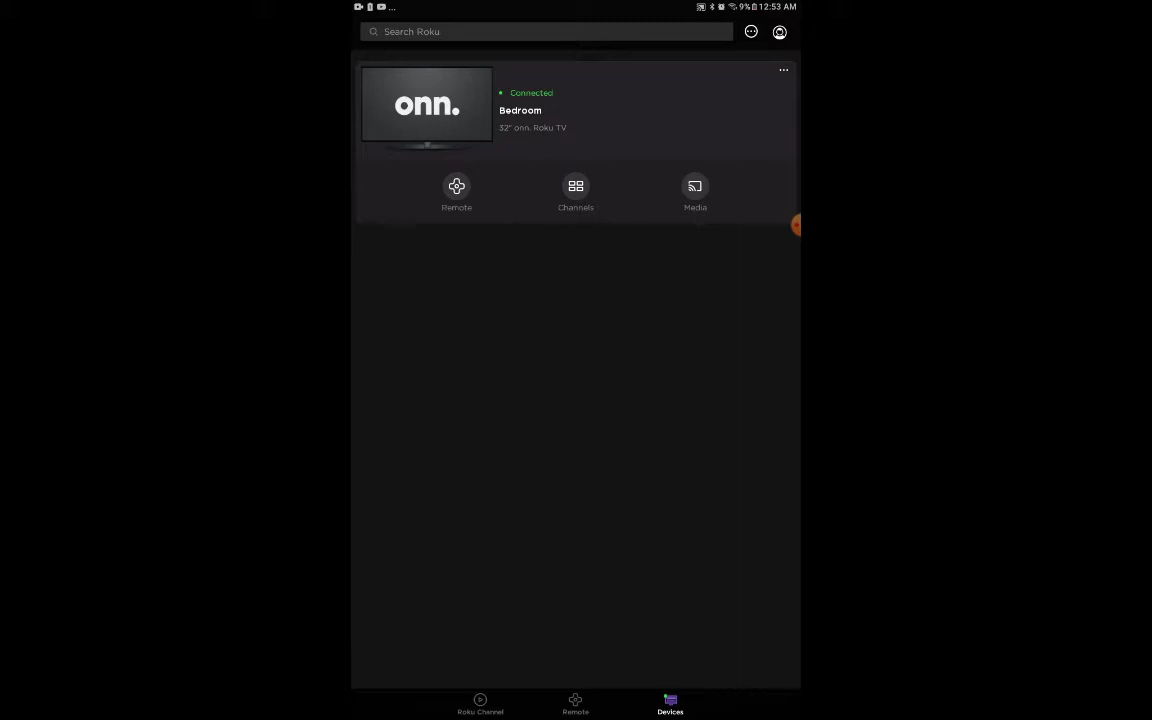 ... 9% 12:53 AM
Search Roku
onn.
Connected
Bedroom
32" onn. Roku TV
Remote Channels Media
Roku Channel Remote Devices